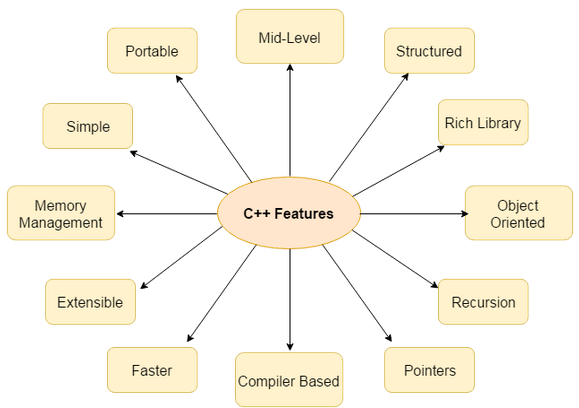 Mid-Level
Portable
Structured
Simple
Rich Library
Memory
Management
C++ Features
Object
Oriented
Extensible
Recursion
Faster
Compiler Based
Pointers